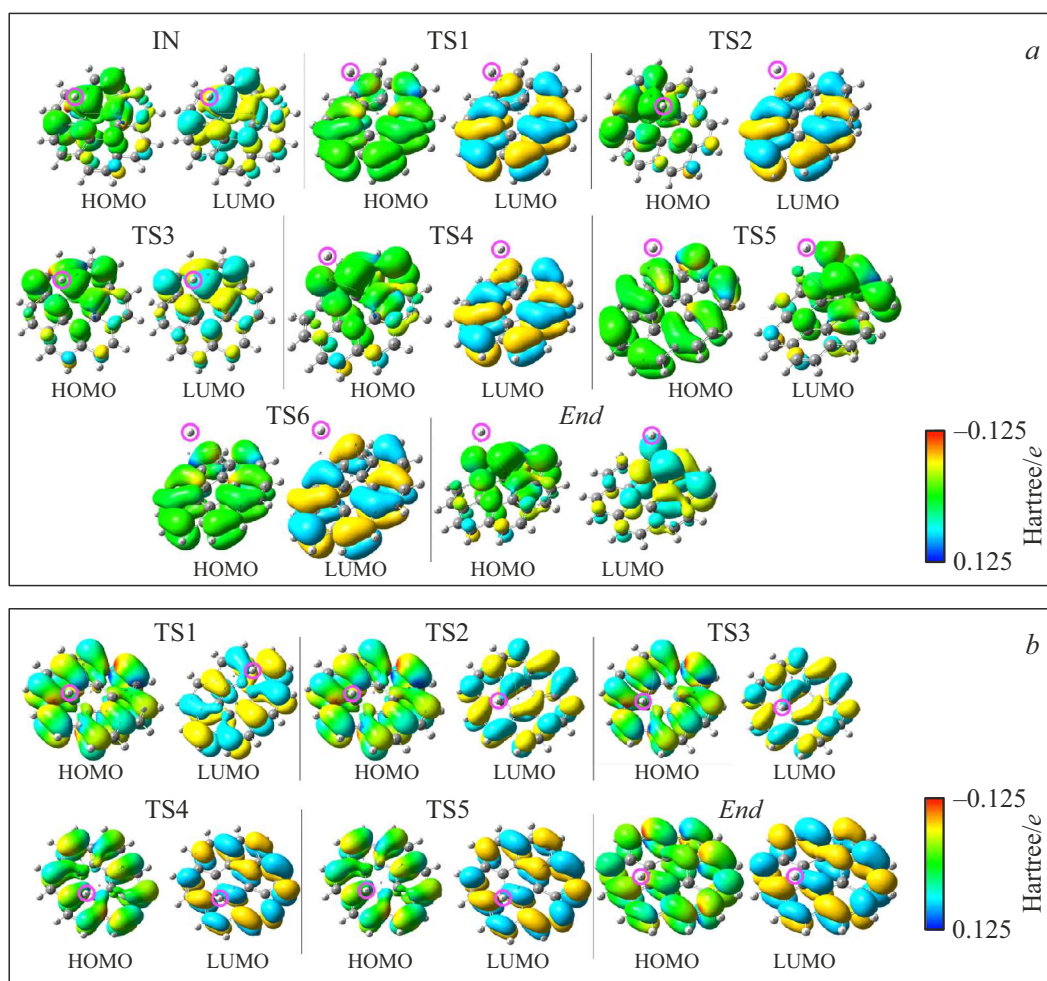 a
IN TS1 TS2
HOMO LUMO HOMO LUMO HOMO LUMO
TS3 TS4 TS5
HOMO LUMO HOMO LUMO HOMO LUMO
TS6 End
HOMO LUMO HOMO LUMO
–0.125
Hartree/e
0.125
b
TS1 TS2 TS3
HOMO LUMO HOMO LUMO HOMO LUMO
TS4 TS5 End
HOMO LUMO HOMO LUMO HOMO LUMO
–0.125
Hartree/e
0.125